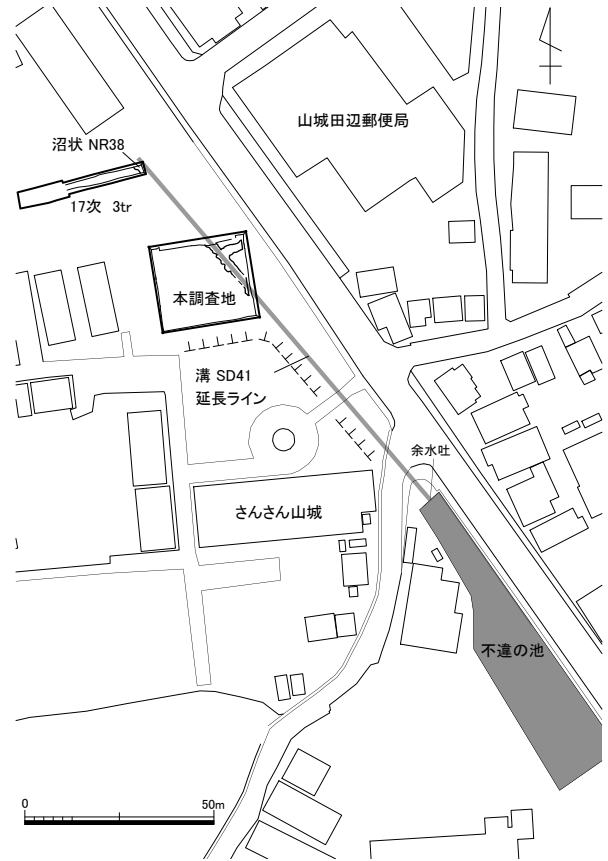 山城田辺郵便局
沼状 NR38
17次 3tr
本調査地
溝 SD41
延長ライン
余水吐
さんさん山城
不違の池
0
50m